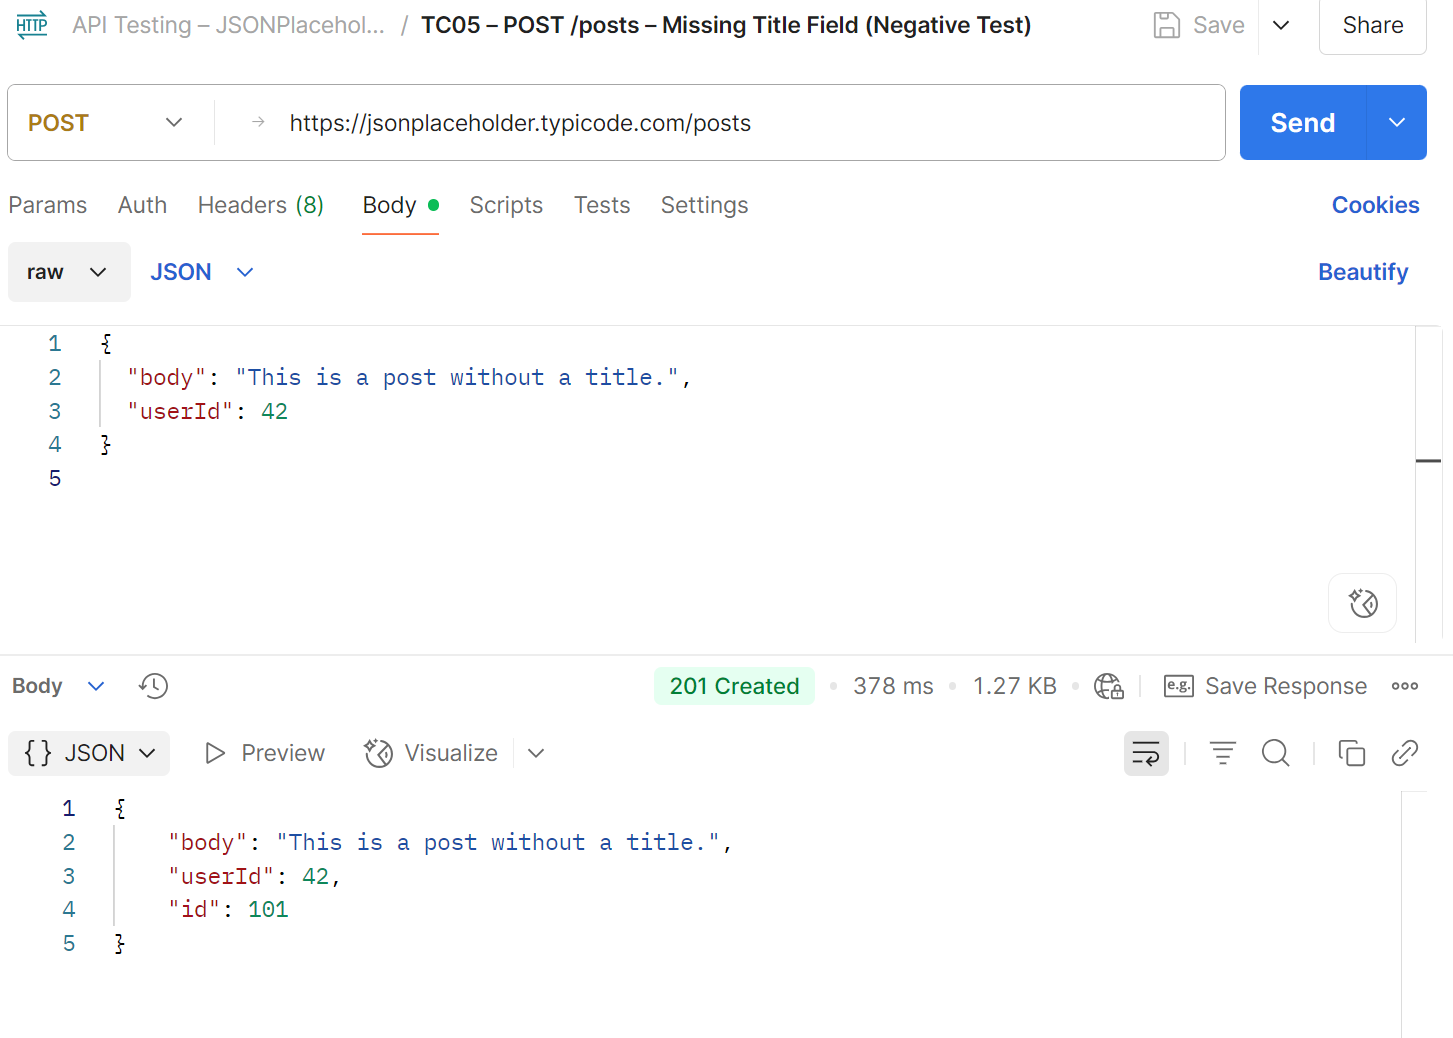 HTTP API Testing – JSONPlacehol... / TC05 – POST /posts – Missing Title Field (Negative Test) Save Share
POST https://jsonplaceholder.typicode.com/posts Send
Params Auth Headers (8) Body Scripts Tests Settings Cookies
raw JSON Beautify
1 {
2 "body": "This is a post without a title.",
3 "userId": 42
4 }
5
Body 201 Created 378 ms 1.27 KB e.g. Save Response
{} JSON Preview Visualize
1 {
2 "body": "This is a post without a title.",
3 "userId": 42,
4 "id": 101
5 }